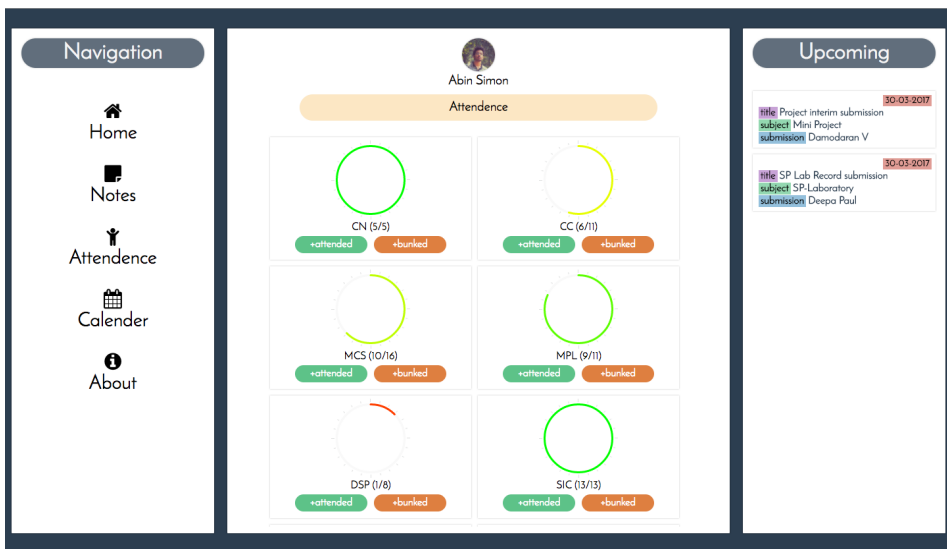 Navigation
Home
Notes
Attendence
Calender
About
Abin Simon
Attendence
CN (5/5)
+attended +bunked
CC (6/11)
+attended +bunked
MCS (10/16)
+attended +bunked
MPL (9/11)
+attended +bunked
DSP (1/8)
+attended +bunked
SIC (13/13)
+attended +bunked
Upcoming
30-03-2017
title Project interim submission
subject Mini Project
submission Damodaran V
30-03-2017
title SP Lab Record submission
subject SP-Laboratory
submission Deepa Paul